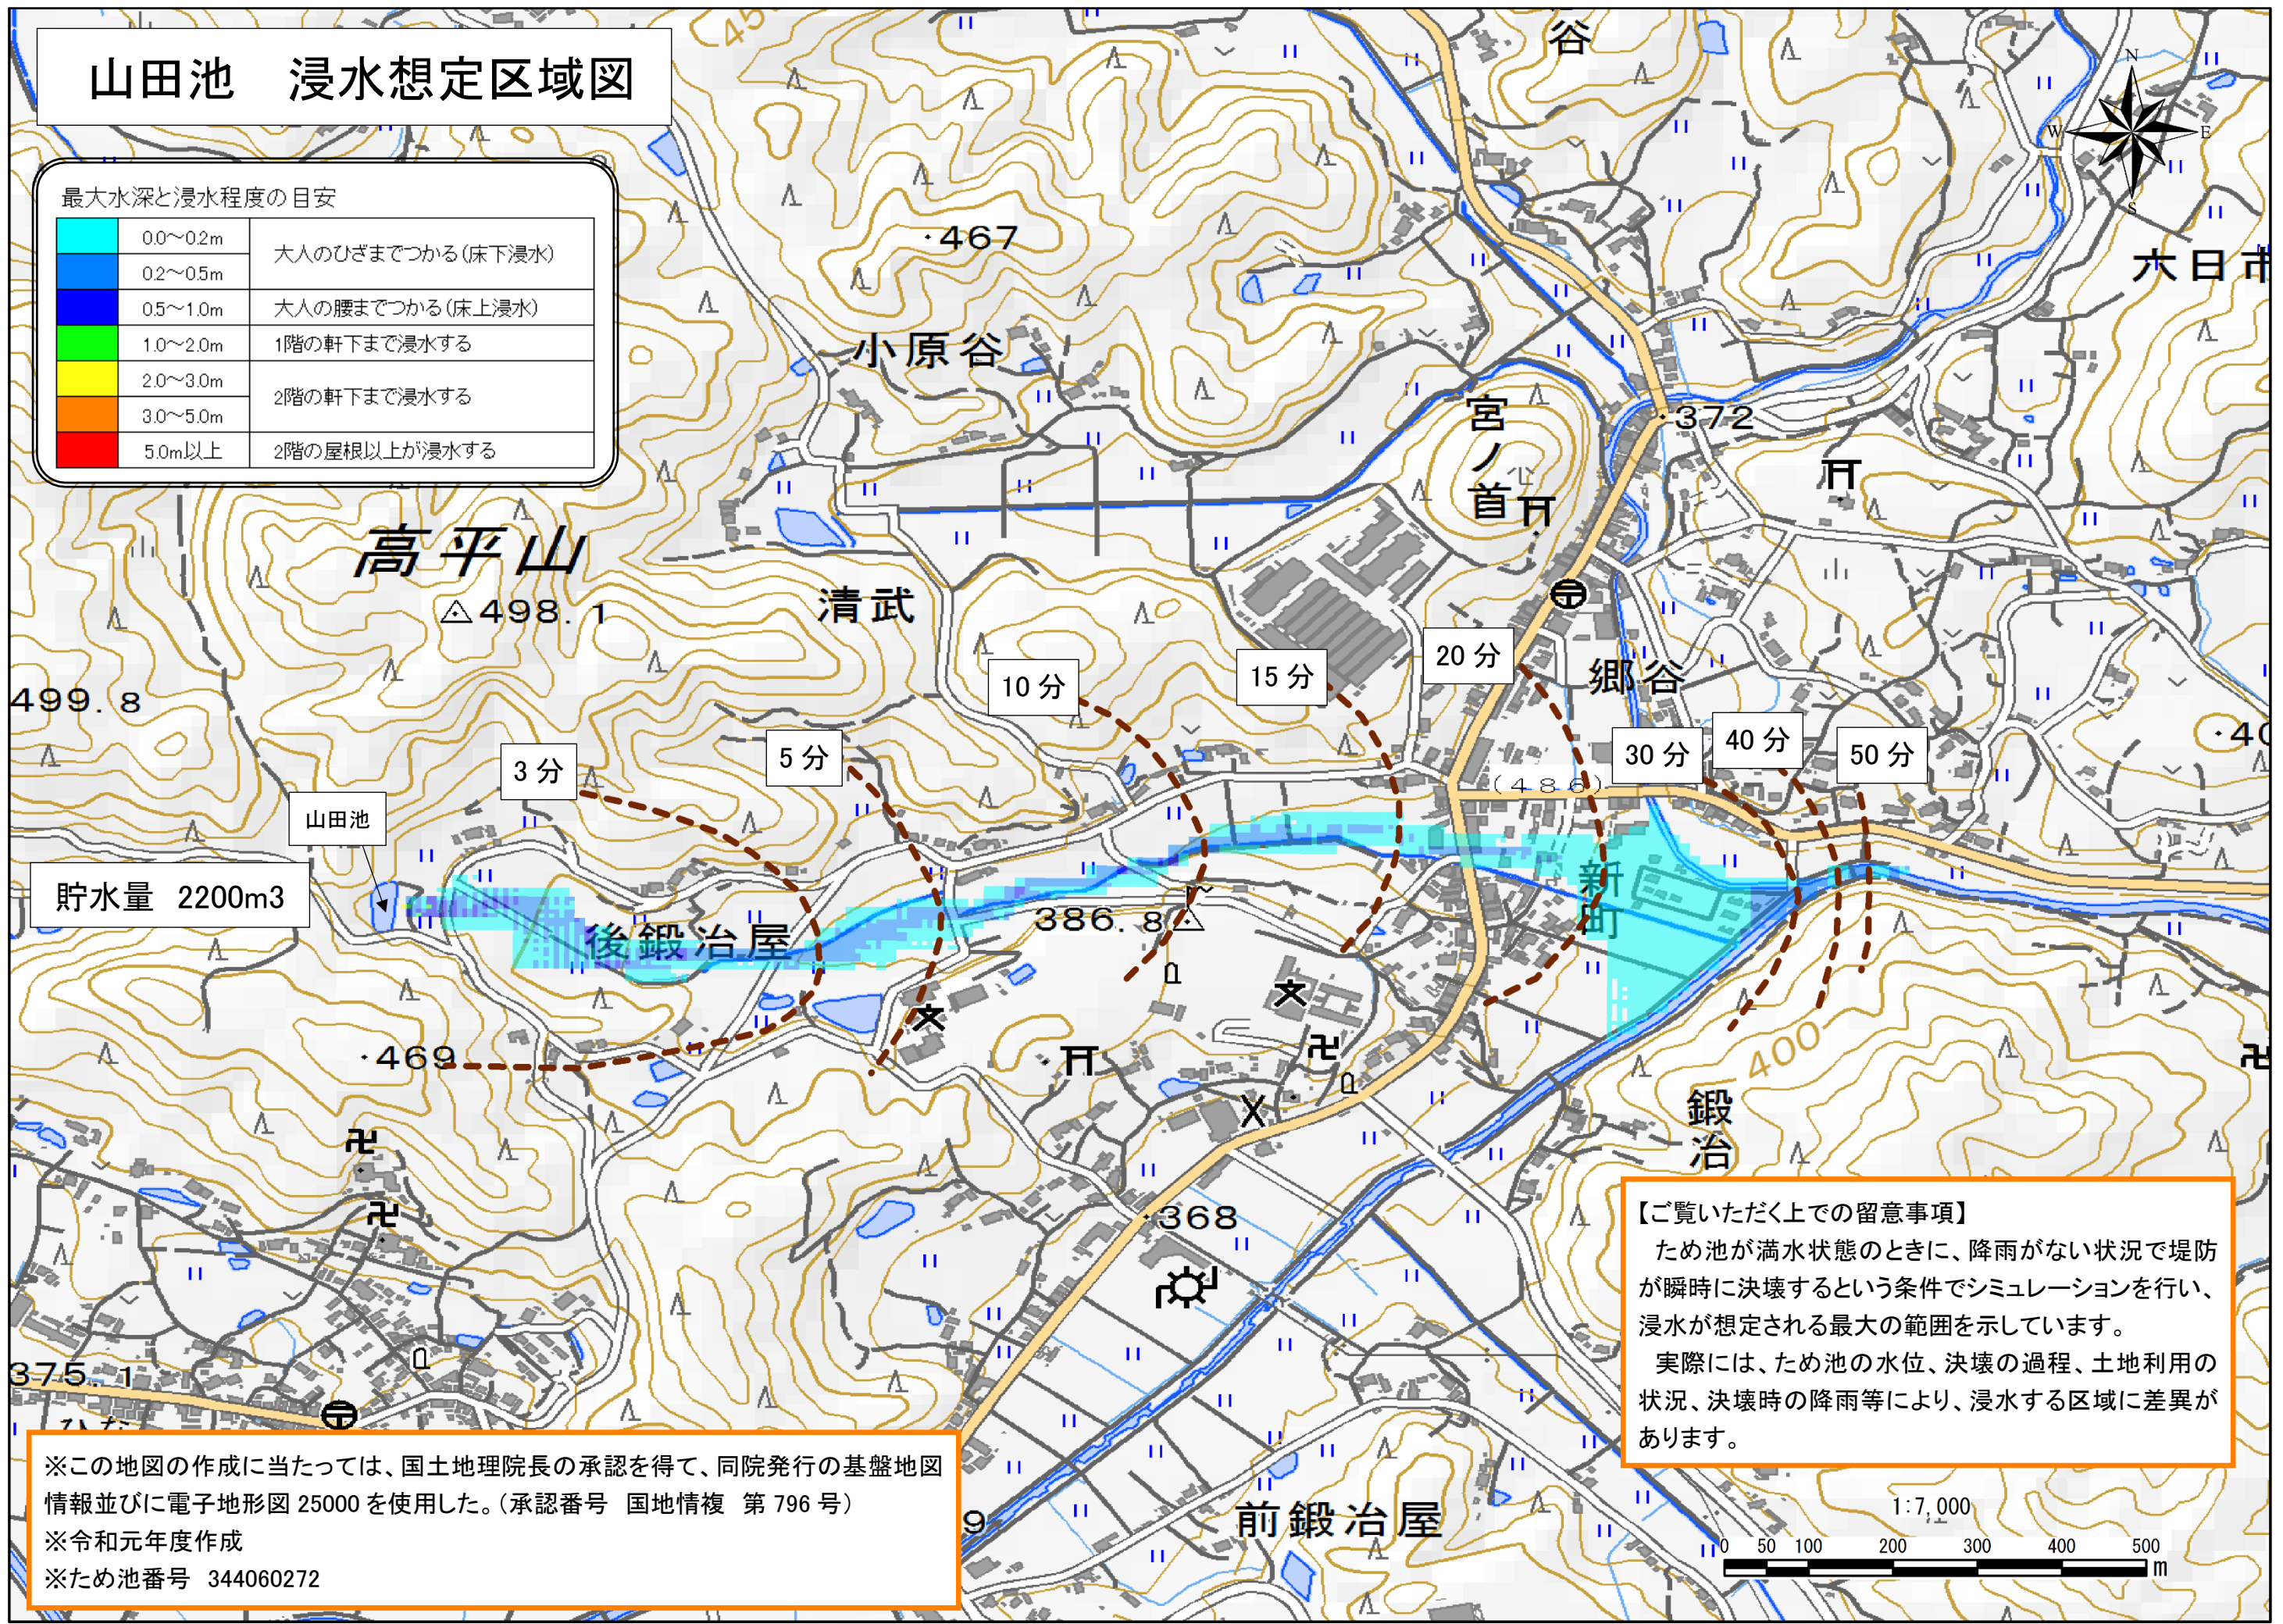 山田池　浸水想定区域図
最大水深と浸水程度の目安
0.0～0.2m
大人のひざまでつかる(床下浸水)
0.2～0.5m
0.5～1.0m
大人の腰までつかる(床上浸水)
1.0～2.0m
1階の軒下まで浸水する
2.0～3.0m
2階の軒下まで浸水する
3.0～5.0m
5.0m以上
2階の屋根以上が浸水する
谷
N
W
E
S
六日市
・467
小原谷
宮ノ首
・372
高平山
498.1
清武
499.8
10 分
15 分
20 分
郷谷
3 分
5 分
30 分
40 分
50 分
(486)
山田池
貯水量　2200m3
後鍛冶屋
386.8
新町
・469
400
鍛冶
・368
375.1
前鍛冶屋
【ご覧いただく上での留意事項】
ため池が満水状態のときに、降雨がない状況で堤防
が瞬時に決壊するという条件でシミュレーションを行い、
浸水が想定される最大の範囲を示しています。
実際には、ため池の水位、決壊の過程、土地利用の
状況、決壊時の降雨等により、浸水する区域に差異が
あります。
※この地図の作成に当たっては、国土地理院長の承認を得て、同院発行の基盤地図
情報並びに電子地形図 25000 を使用した。（承認番号　国地情複　第 796 号）
※令和元年度作成
※ため池番号　344060272
1:7,000
0 50 100 200 300 400 500
m